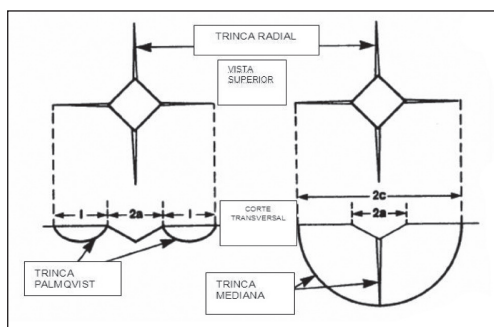 TRINCA RADIAL
VISTA
SUPERIOR
l
2a
l
CORTE
TRANSVERSAL
2c
2a
TRINCA
PALMQVIST
TRINCA
MEDIANA